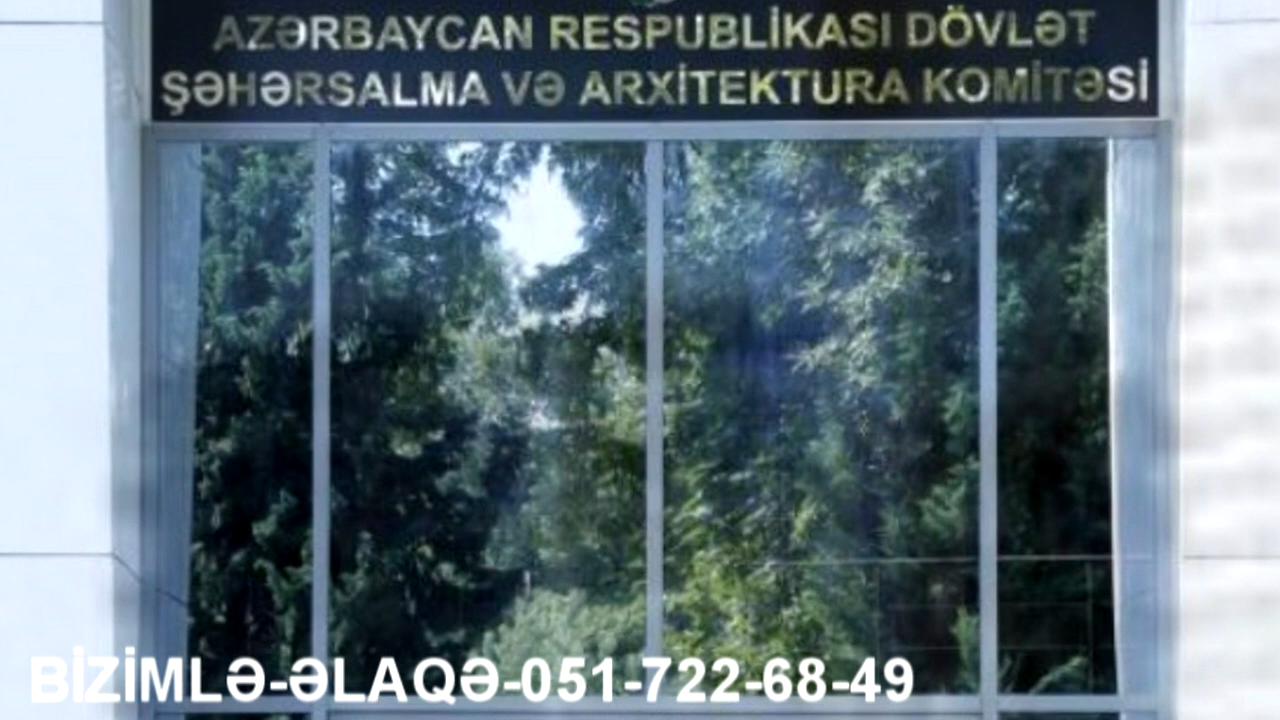 AZƏRBAYCAN RESPUBLİKASI DÖVLƏT
ŞƏHƏRSALMA VƏ ARXİTEKTURA KOMİTƏSİ
BİZİMLƏ-ƏLAQƏ-051-722-68-49